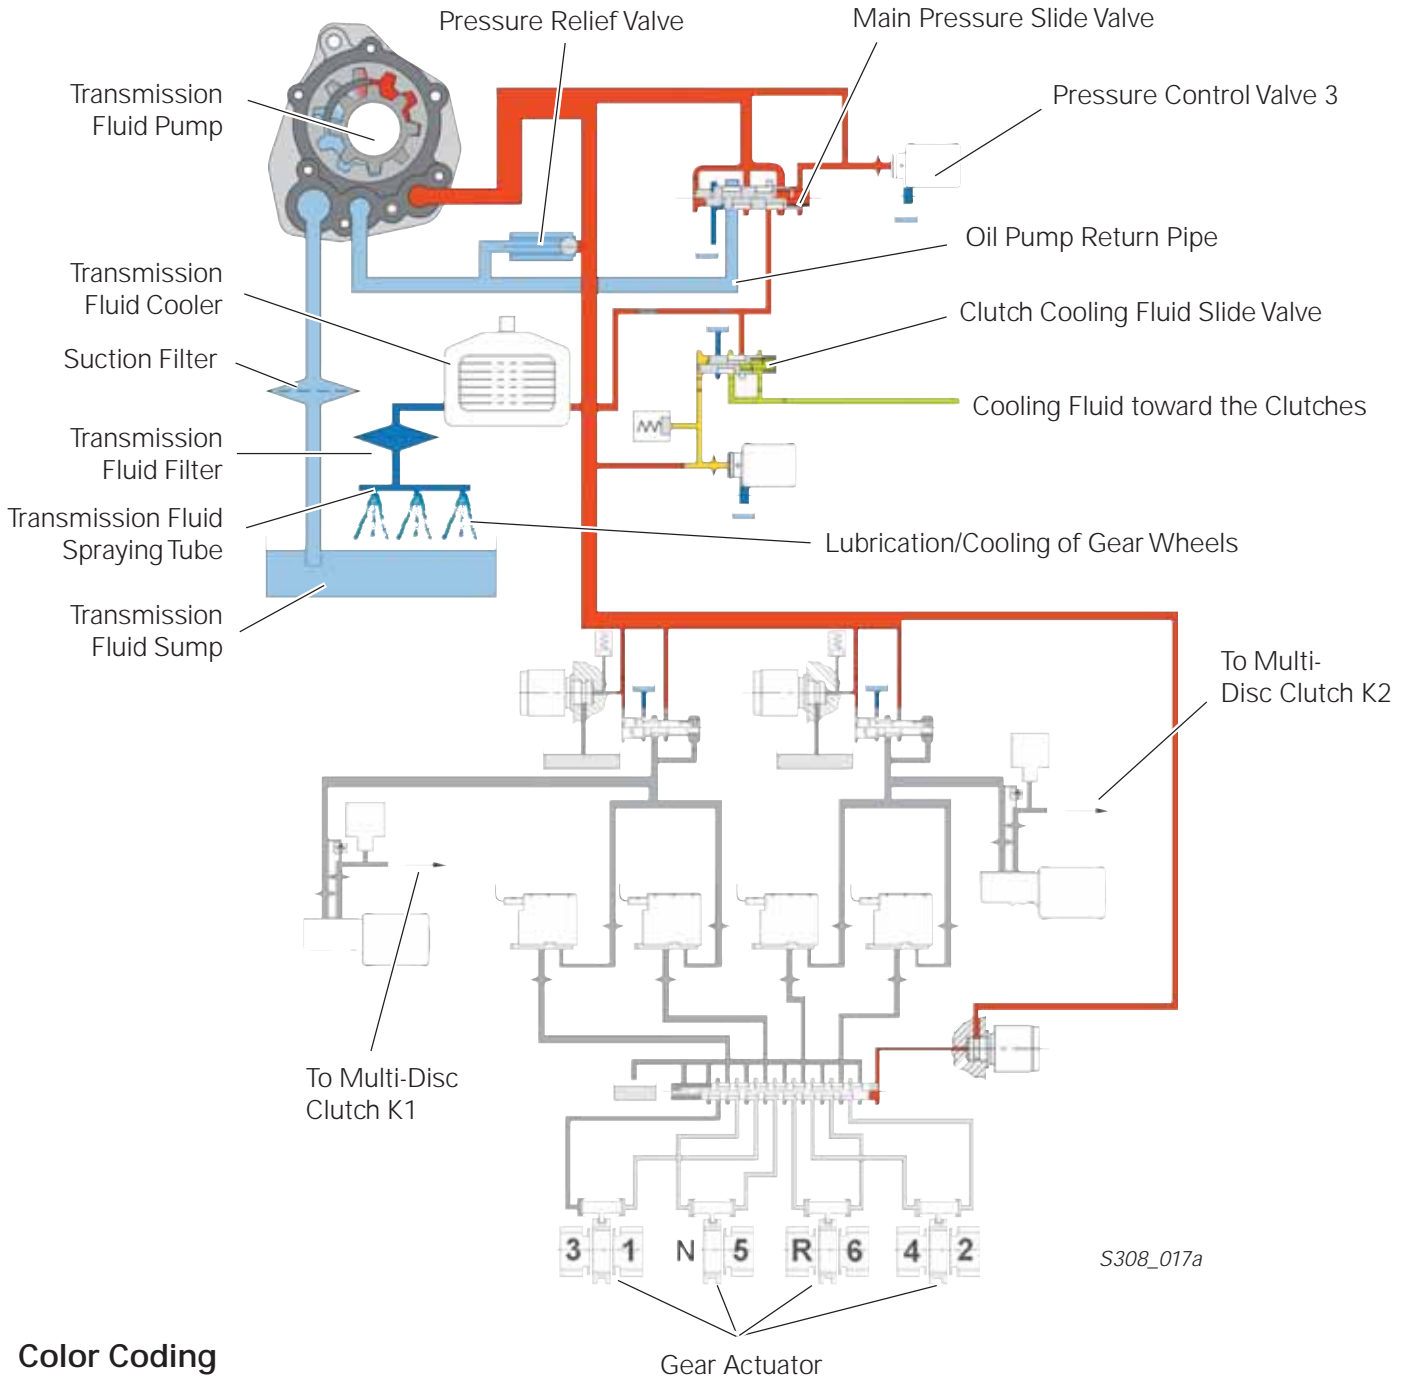 Pressure Relief Valve
Main Pressure Slide Valve
Transmission
Fluid Pump
Pressure Control Valve 3
Oil Pump Return Pipe
Transmission
Fluid Cooler
Clutch Cooling Fluid Slide Valve
Suction Filter
Cooling Fluid toward the Clutches
Transmission
Fluid Filter
Transmission Fluid
Spraying Tube
Lubrication/Cooling of Gear Wheels
Transmission
Fluid Sump
To Multi-
Disc Clutch K2
To Multi-Disc
Clutch K1
3 1 N 5 R 6 4 2
S308_017a
Color Coding
Gear Actuator